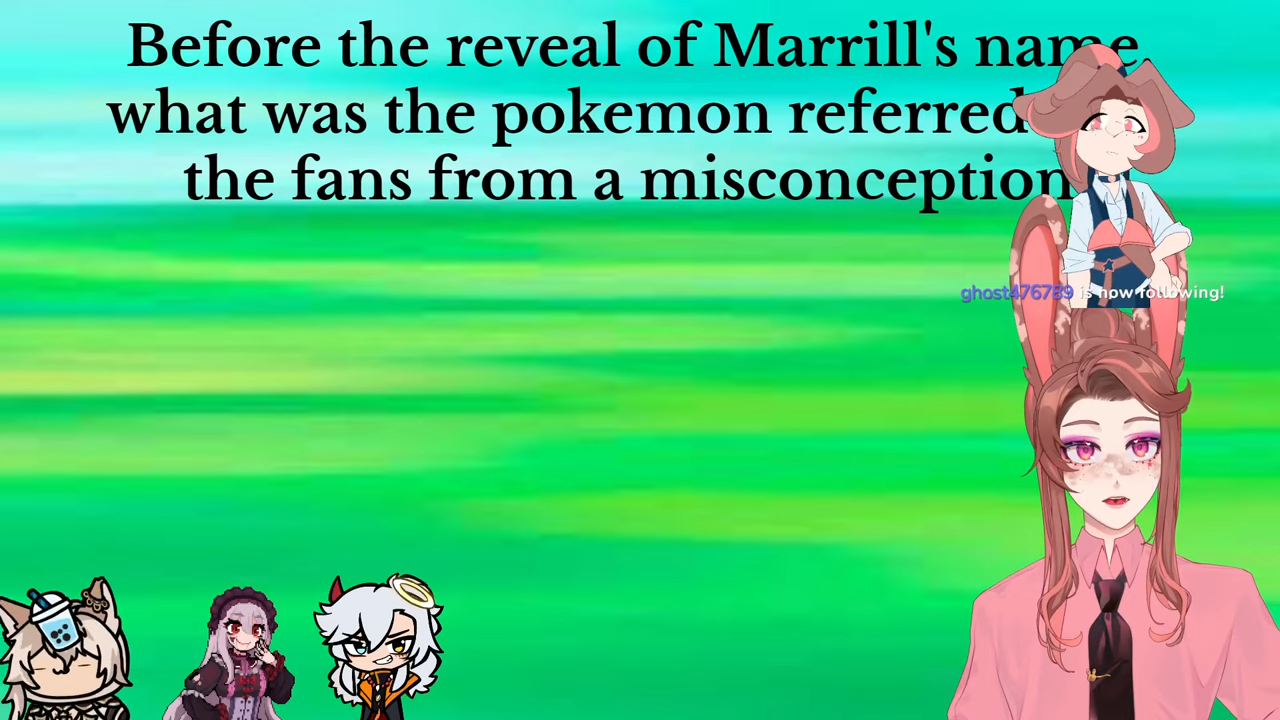 Before the reveal of Marrill's name,
what was the pokemon referred
the fans from a misconception
ghost476789 is now following!